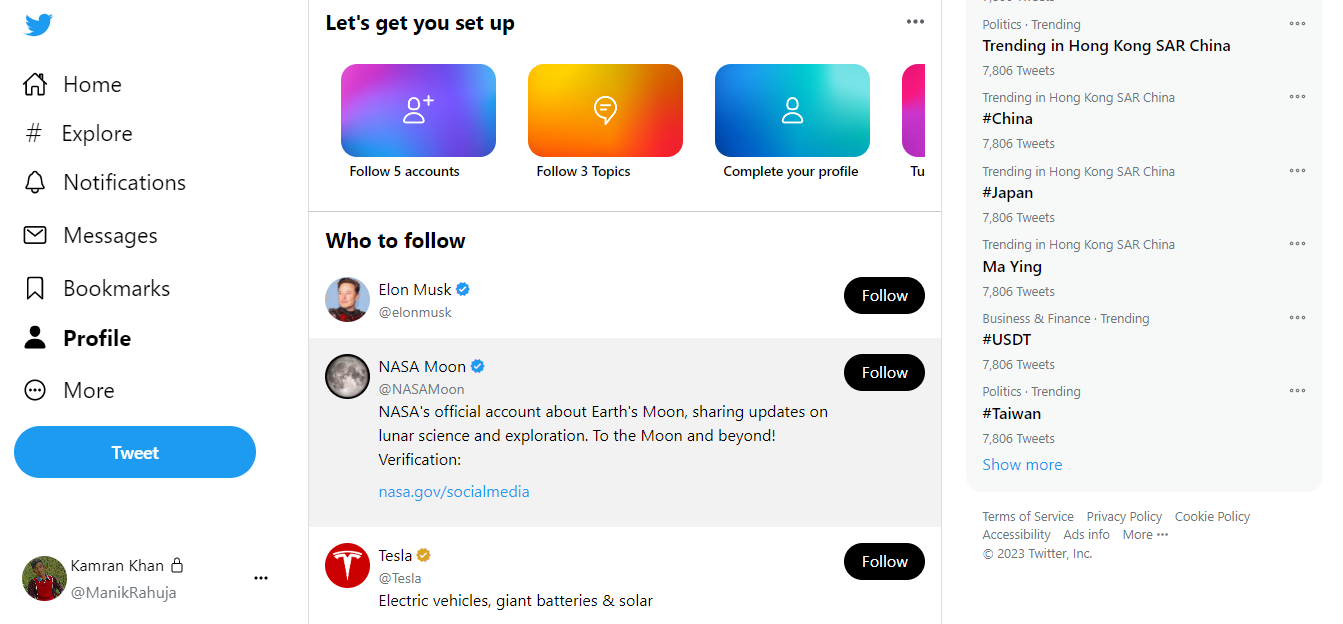 Home
Explore
Notifications
Messages
Bookmarks
Profile
More
Tweet
Kamran Khan
@ManikRahuja
Let's get you set up
Follow 5 accounts
Follow 3 Topics
Complete your profile
Tu
Who to follow
Elon Musk
@elonmusk
Follow
NASA Moon
@NASAMoon
Follow
NASA's official account about Earth's Moon, sharing updates on
lunar science and exploration. To the Moon and beyond!
Verification:
nasa.gov/socialmedia
Tesla
@Tesla
Follow
Electric vehicles, giant batteries & solar
7,806 Tweets
Politics · Trending
Trending in Hong Kong SAR China
7,806 Tweets
Trending in Hong Kong SAR China
#China
7,806 Tweets
Trending in Hong Kong SAR China
#Japan
7,806 Tweets
Trending in Hong Kong SAR China
Ma Ying
7,806 Tweets
Business & Finance · Trending
#USDT
7,806 Tweets
Politics · Trending
#Taiwan
7,806 Tweets
Show more
Terms of Service Privacy Policy Cookie Policy
Accessibility Ads info More ···
© 2023 Twitter, Inc.